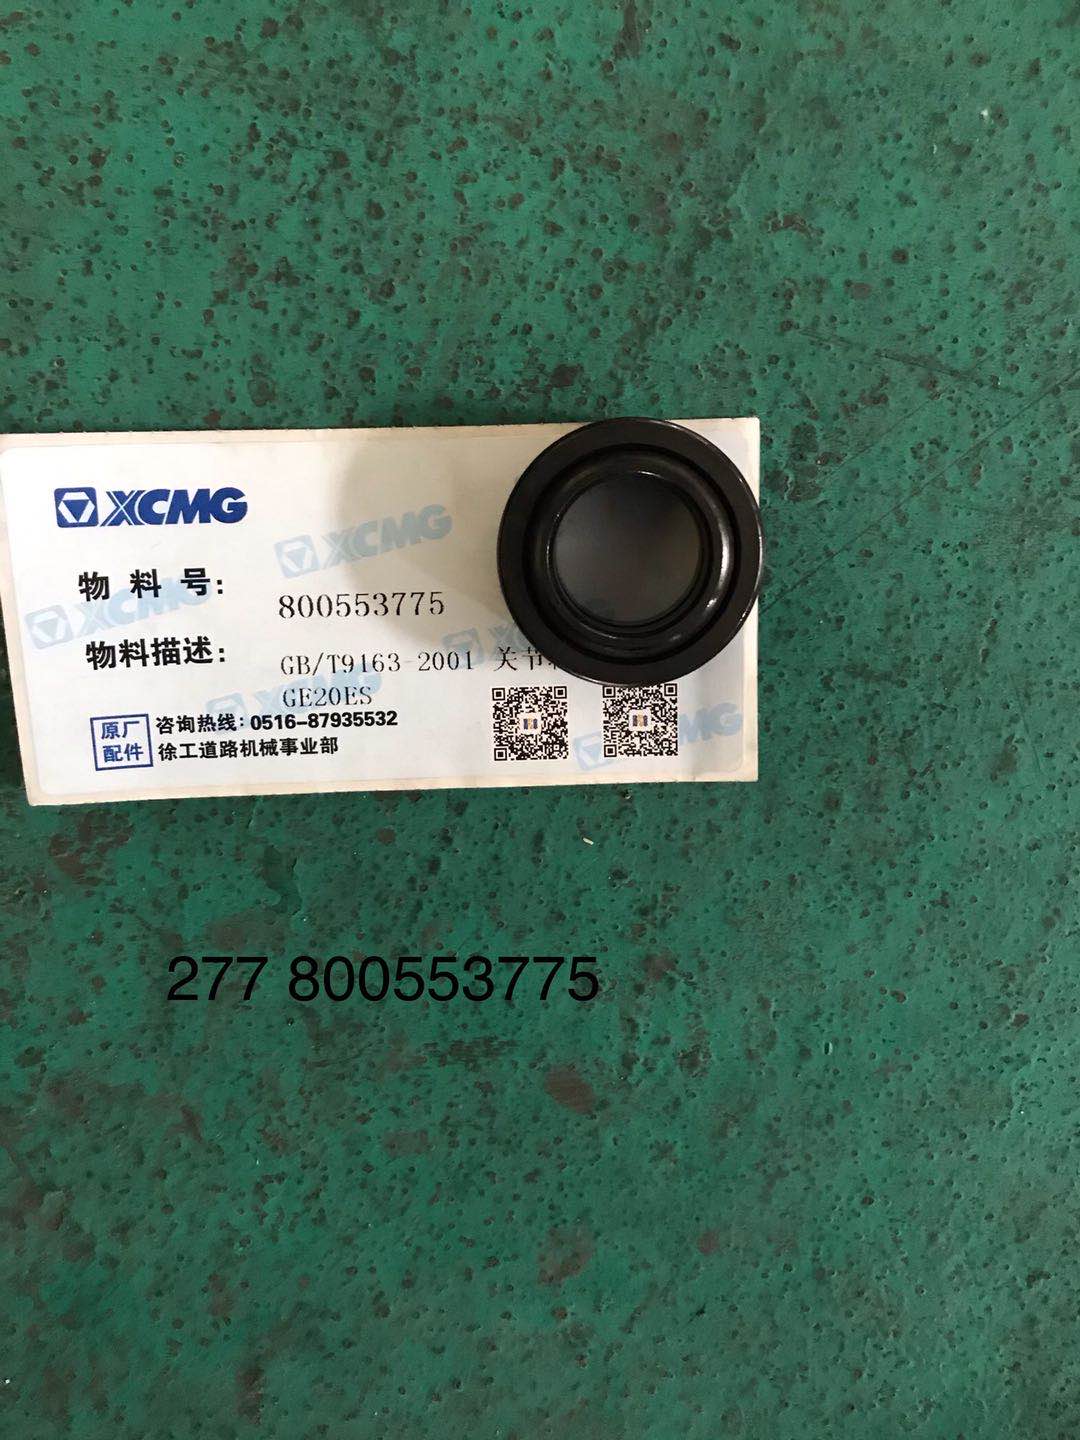 XCMG
物料号:
800553775
物料描述:
GB/T9163-2001 关节
GE20ES
原厂配件
咨询热线: 0516-87935532
徐工道路机械事业部
277 800553775